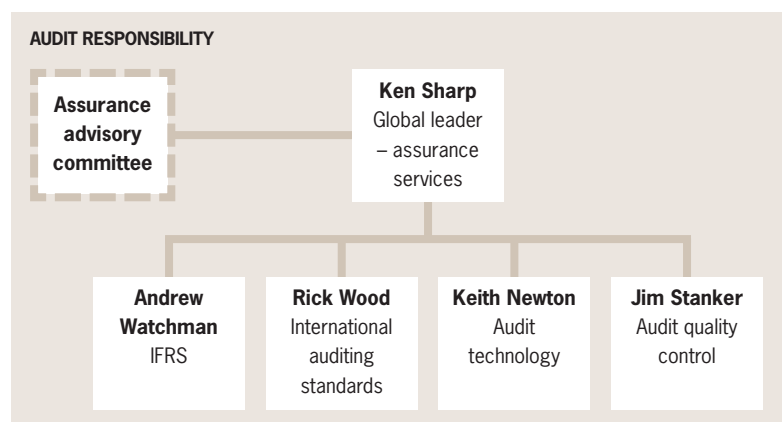 AUDIT RESPONSIBILITY
Assurance
advisory
committee
Ken Sharp
Global leader
– assurance
services
Andrew
Watchman
IFRS
Rick Wood
International
auditing
standards
Keith Newton
Audit
technology
Jim Stanker
Audit quality
control